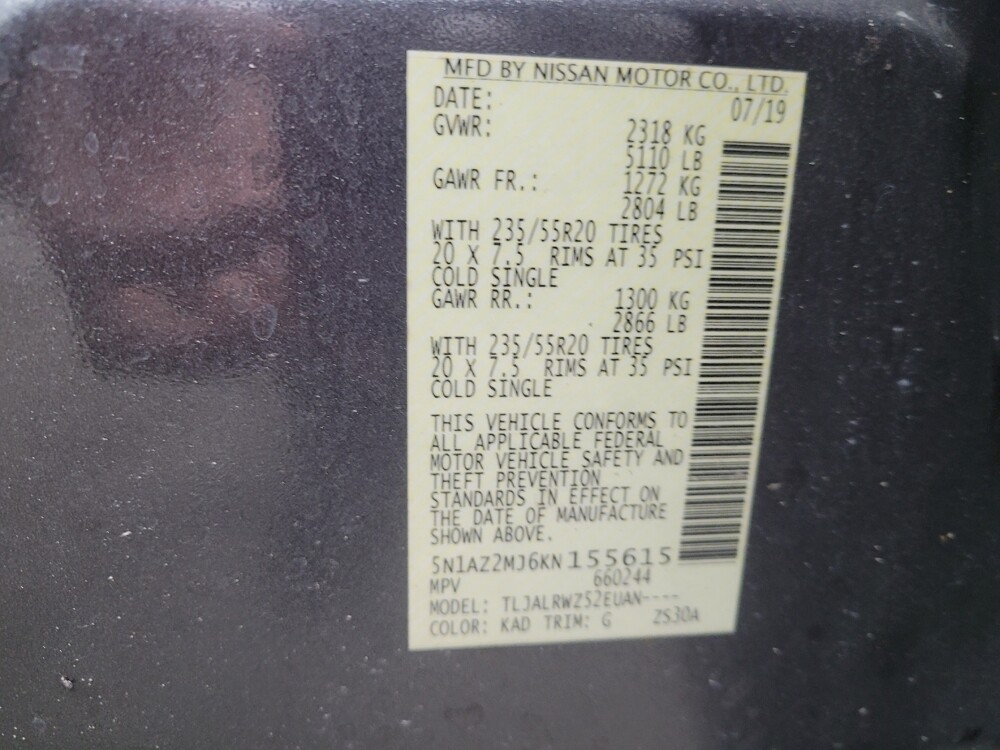 MFD BY NISSAN MOTOR CO., LTD.
DATE: 07/19
GVWR: 2318 KG
5110 LB
GAWR FR.: 1272 KG
2804 LB
WITH 235/55R20 TIRES
20 X 7.5 RIMS AT 35 PSI
COLD SINGLE
GAWR RR.: 1300 KG
2866 LB
WITH 235/55R20 TIRES
20 X 7.5 RIMS AT 35 PSI
COLD SINGLE
THIS VEHICLE CONFORMS TO
ALL APPLICABLE FEDERAL
MOTOR VEHICLE SAFETY AND
THEFT PREVENTION
STANDARDS IN EFFECT ON
THE DATE OF MANUFACTURE
SHOWN ABOVE.
5N1AZ2MJ6KN155615
MPV 660244
MODEL: TLJALRWZ52EUAN----
COLOR: KAD TRIM: G ZS30A